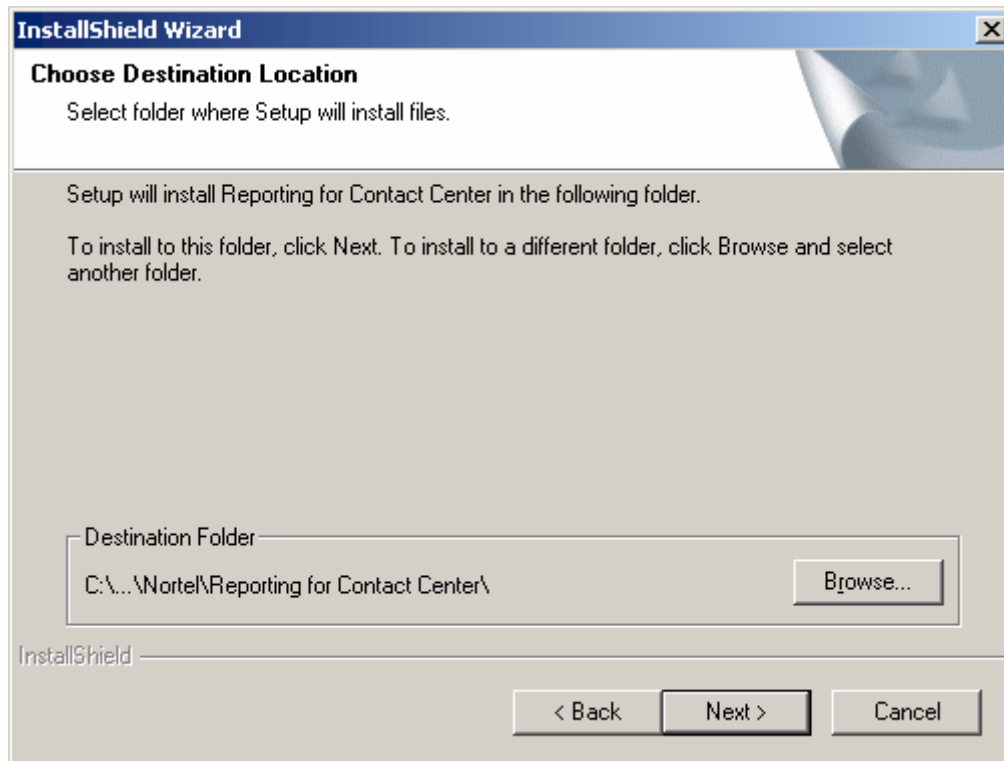 InstallShield Wizard
Choose Destination Location
Select folder where Setup will install files.
Setup will install Reporting for Contact Center in the following folder.
To install to this folder, click Next. To install to a different folder, click Browse and select
another folder.
Destination Folder
C:\...\Nortel\Reporting for Contact Center\
Browse...
InstallShield
< Back
Next >
Cancel